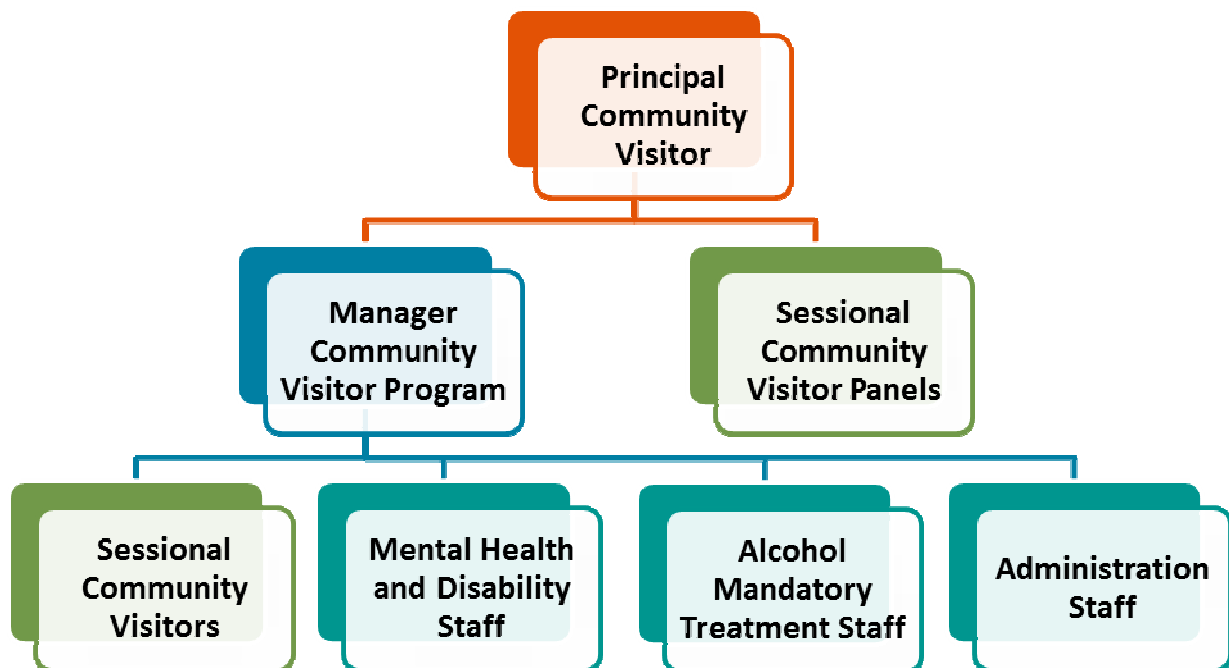 Principal
Community
Visitor
Manager
Community
Visitor Program
Sessional
Community
Visitor Panels
Sessional
Community
Visitors
Mental Health
and Disability
Staff
Alcohol
Mandatory
Treatment Staff
Administration
Staff